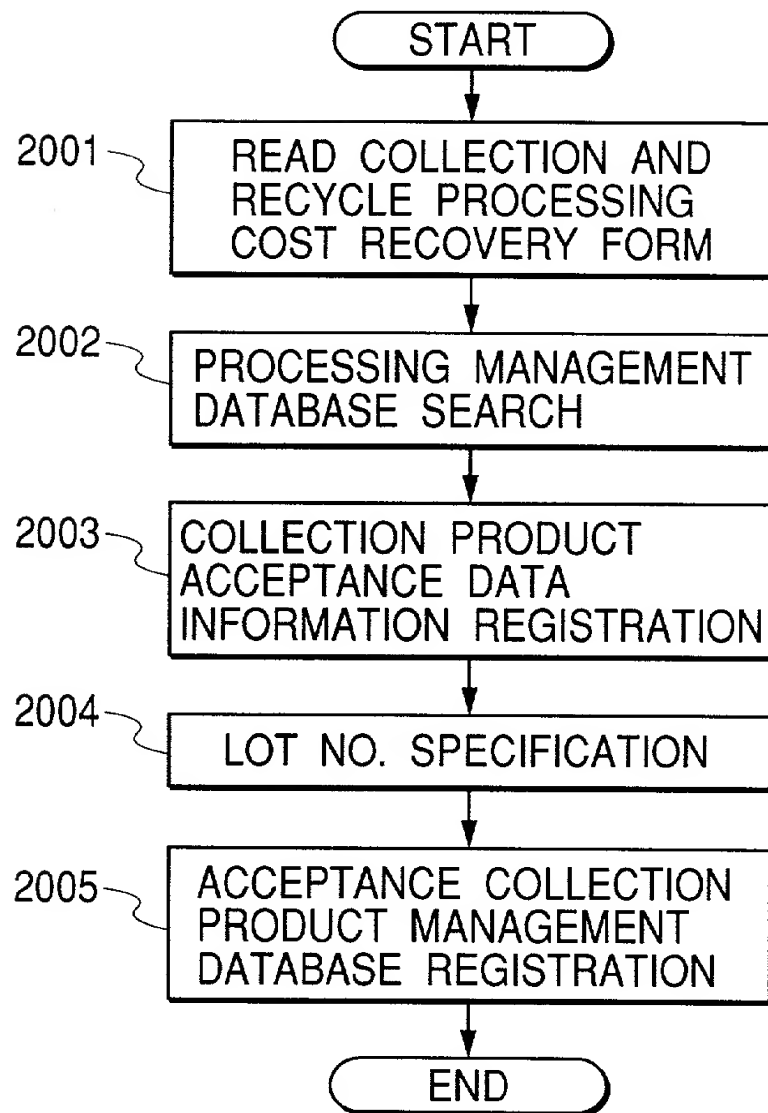 START
2001
READ COLLECTION AND
RECYCLE PROCESSING
COST RECOVERY FORM
2002
PROCESSING MANAGEMENT
DATABASE SEARCH
2003
COLLECTION PRODUCT
ACCEPTANCE DATA
INFORMATION REGISTRATION
2004
LOT NO. SPECIFICATION
2005
ACCEPTANCE COLLECTION
PRODUCT MANAGEMENT
DATABASE REGISTRATION
END